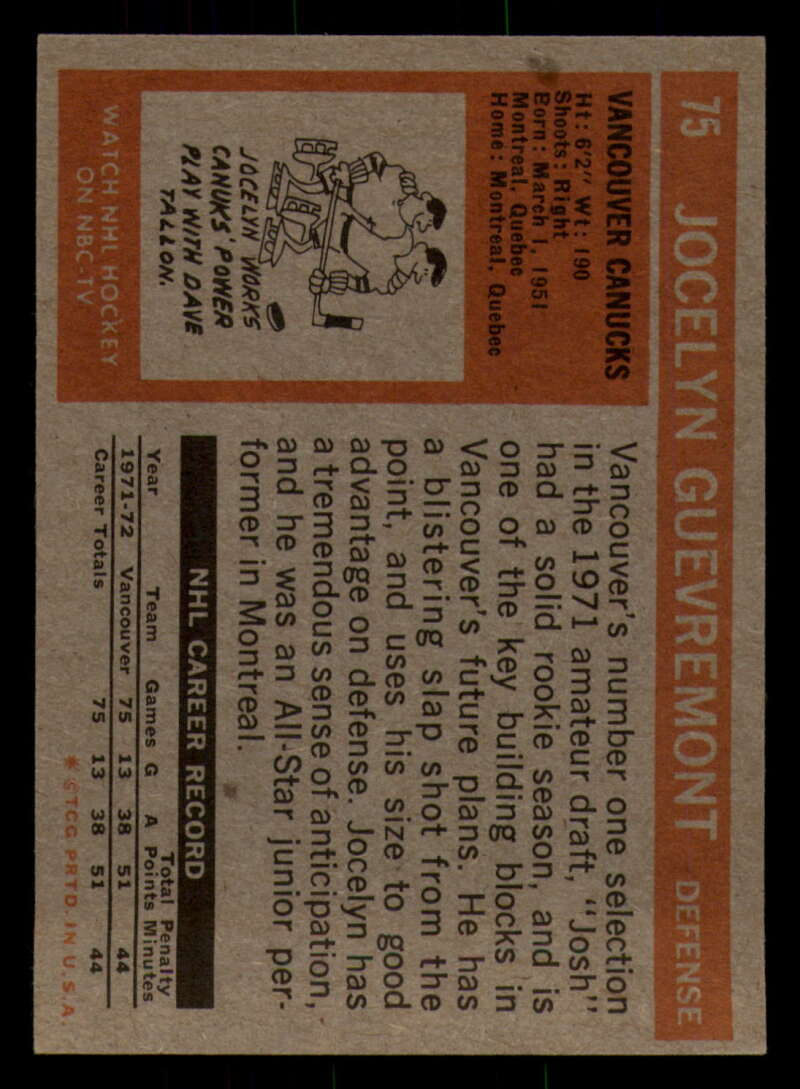 75 JOCELYN GUEVREMONT DEFENSE
VANCOUVER CANUCKS
Ht: 6'2" Wt: 190
Shoots: Right
Born: March 1, 1951
Montreal, Quebec
Home: Montreal, Quebec
JOCELYN WORKS
CANUKS' POWER
PLAY WITH DAVE
TALLON.
WATCH NHL HOCKEY
ON NBC-TV
Vancouver's number one selection
in the 1971 amateur draft, "Josh"
had a solid rookie season, and is
one of the key building blocks in
Vancouver's future plans. He has
a blistering slap shot from the
point, and uses his size to good
advantage on defense. Jocelyn has
a tremendous sense of anticipation,
and he was an All-Star junior per-
former in Montreal.
NHL CAREER RECORD
Total Penalty
Year Team Games G A Points Minutes
1971-72 Vancouver 75 13 38 51 44
Career Totals 75 13 38 51 44
* ©TCG PRTD. IN U.S.A.